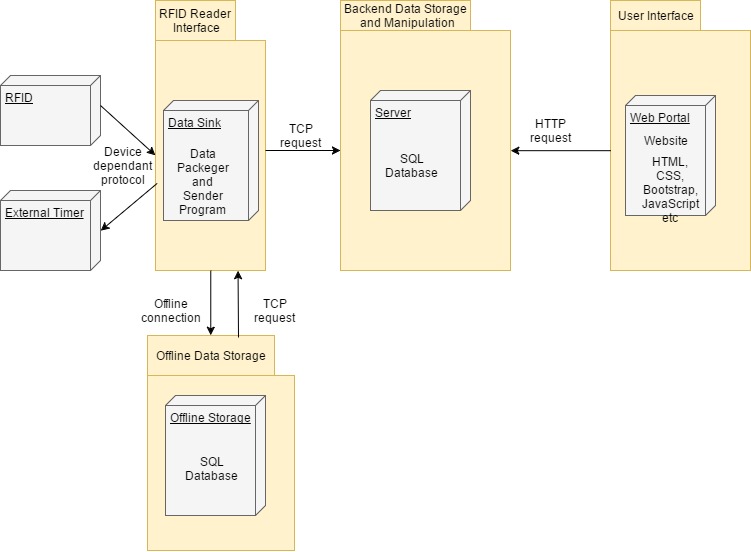 RFID Reader
Interface
Backend Data Storage
and Manipulation
User Interface
RFID
Data Sink
Data
Packeger
and
Sender
Program
Server
SQL
Database
Web Portal
Website
HTML,
CSS,
Bootstrap,
JavaScript
etc
TCP
request
HTTP
request
Device
dependant
protocol
External Timer
Offline
connection
TCP
request
Offline Data Storage
Offline Storage
SQL
Database